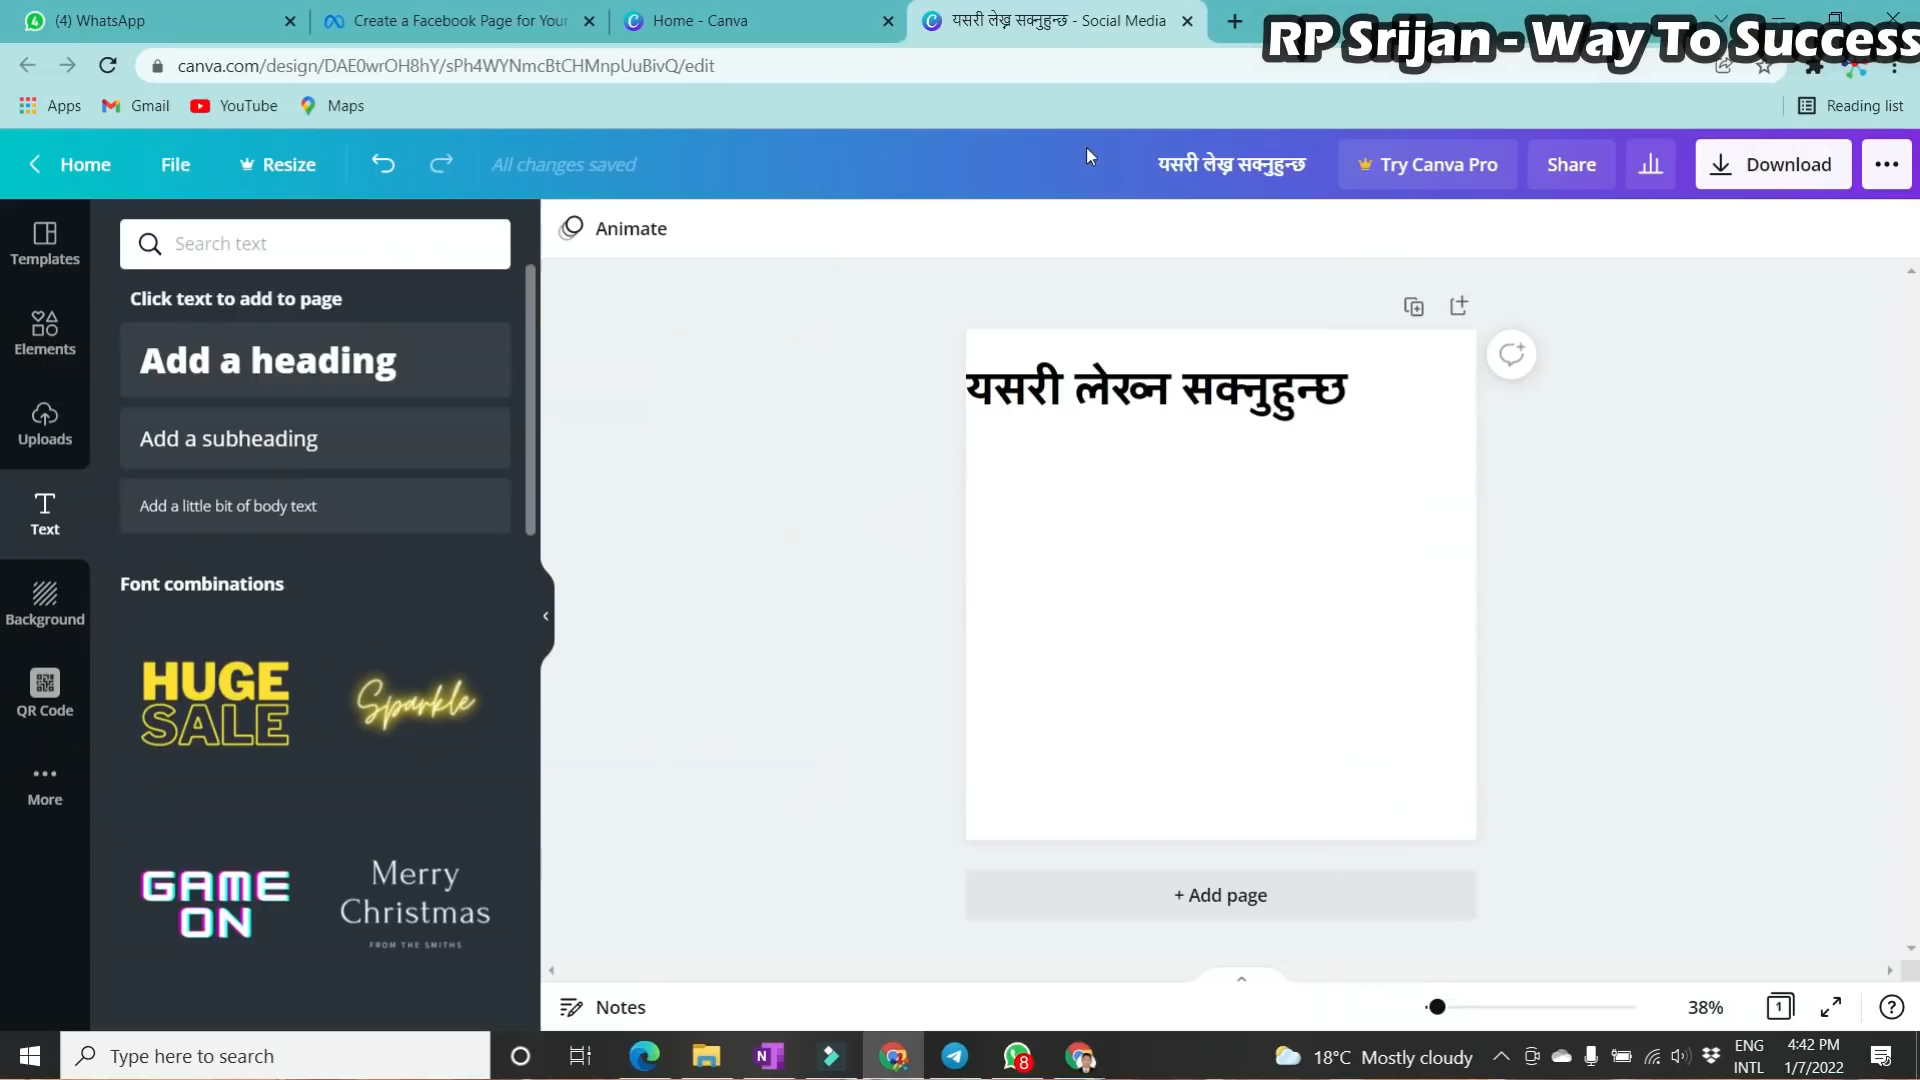 (4) WhatsApp
Create a Facebook Page for Your
Home - Canva
यसरी लेख्न सक्नुहुन्छ - Social Media
RP Srijan - Way To Success
canva.com/design/DAE0wrOH8hY/sPh4WYNmcBtCHMnpUuBivQ/edit
Apps
Gmail
YouTube
Maps
Reading list
Home
File
Resize
All changes saved
यसरी लेख्न सक्नुहुन्छ
Try Canva Pro
Share
Download
Templates
Elements
Uploads
Text
Background
QR Code
More
Search text
Click text to add to page
Add a heading
Add a subheading
Add a little bit of body text
Font combinations
HUGE
SALE
Sparkle
GAME
ON
Merry
Christmas
FROM THE SMITHS
Animate
यसरी लेख्न सक्नुहुन्छ
+ Add page
Notes
38%
1
Type here to search
8
18°C Mostly cloudy
ENG
INTL
4:42 PM
1/7/2022